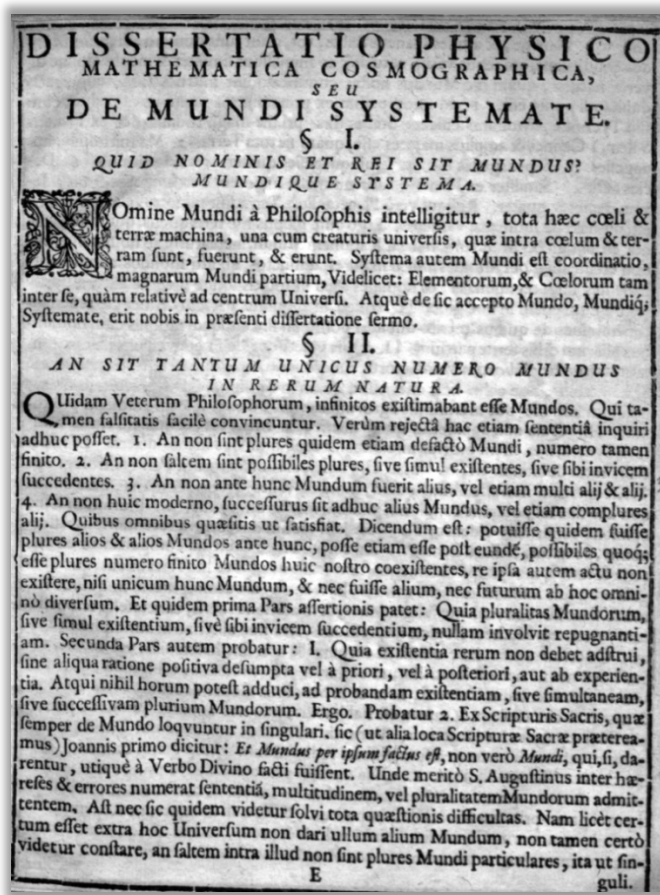 DISSERTATIO PHYSICO
MATHEMATICA COSMOGRAPHICA,
SEU
DE MUNDI SYSTEMATE.
§ I.
QUID NOMINIS ET REI SIT MUNDUS?
MUNDIQUE SYSTEMA.
NOmine Mundi à Philoſophis intelligitur, tota hæc cœli &
terræ machina, una cum creaturis univerſis, quæ intra cœlum & ter-
ram ſunt, fuerunt, & erunt. Syſtema autem Mundi eſt coordinatio,
magnarum Mundi partium, Videlicet: Elementorum, & Cœlorum tam
inter ſe, quàm relativè ad centrum Univerſi. Atquè de ſic accepto Mundo, Mundiq;
Syſtemate, erit nobis in præſenti diſſertatione ſermo.
§ II.
AN SIT TANTUM UNICUS NUMERO MUNDUS
IN RERUM NATURA.
QUidam Veterum Philoſophorum, infinitos exiſtimabant eſſe Mundos. Qui ta-
men falſitatis facilè convincuntur. Verùm rejectâ hac etiam ſententiâ inquiri
adhuc poſſet. 1. An non ſint plures quidem etiam defactò Mundi, numero tamen
finito. 2. An non ſaltem ſint poſſibiles plures, ſive ſimul exiſtentes, ſive ſibi invicem
ſuccedentes. 3. An non ante hunc Mundum fuerit alius, vel etiam multi alij & alij.
4. An non huic moderno, ſucceſſurus ſit adhuc alius Mundus, vel etiam complures
alij. Quibus omnibus quæſitis ut ſatisfiat. Dicendum eſt: potuiſſe quidem fuiſſe
plures alios & alios Mundos ante hunc, poſſe etiam eſſe poſt eundé, poſſibiles quoq;
eſſe plures numero finito Mundos huic noſtro coexiſtentes, re ipſa autem actu non
exiſtere, niſi unicum hunc Mundum, & nec fuiſſe alium, nec futurum ab hoc omni-
nò diverſum. Et quidem prima Pars aſſertionis patet: Quia pluralitas Mundorum,
ſive ſimul exiſtentium, ſivè ſibi invicem ſuccedentium, nullam involvit repugnanti-
am. Secunda Pars autem probatur: I. Quia exiſtentia rerum non debet adſtrui,
ſine aliqua ratione poſitiva deſumpta vel à priori, vel à poſteriori, aut ab experien-
tia. Atqui nihil horum poteſt adduci, ad probandam exiſtentiam, ſive ſimultaneam,
ſive ſucceſſivam plurium Mundorum. Ergo. Probatur 2. Ex Scripturis Sacris, quæ
ſemper de Mundo loqvuntur in ſingulari. ſic (ut alia loca Scripturæ Sacræ præterea-
mus) Joannis primo dicitur: Et Mundus per ipſum factus eſt, non verò Mundi, qui, ſi, da-
rentur, utiquè à Verbo Divino facti fuiſſent. Unde meritò S. Auguſtinus inter hæ-
reſes & errores numerat ſententiá, multitudinem, vel pluralitatem Mundorum admit-
tentem. Aſt nec ſic quidem videtur ſolvi tota quæſtionis difficultas. Nam licèt cer-
tum eſſet extra hoc Univerſum non dari ullum alium Mundum, non tamen certò
videtur conſtare, an ſaltem intra illud non ſint plures Mundi particulares, ita ut ſin-
E
guli.